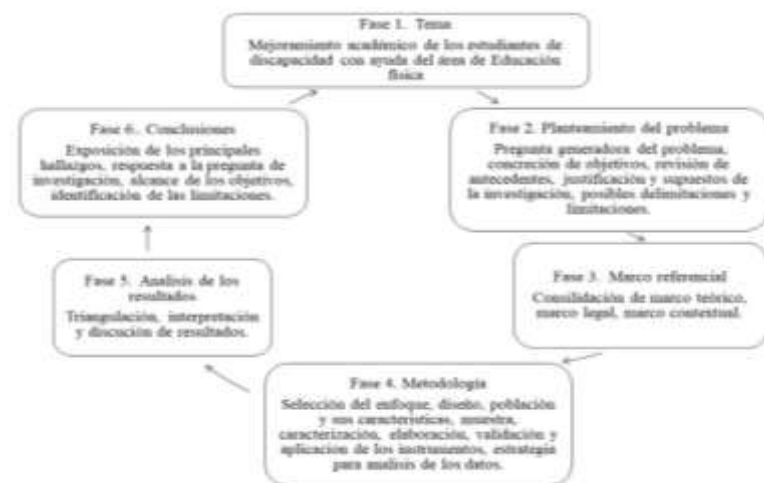 Fase 1.  Tema
Mejoramiento académico de los estudiantes de
discapacidad con ayuda del área de Educación
física
Fase 2. Planteamiento del problema
Pregunta generadora del problema,
concreción de objetivos, revisión de
antecedentes, justificación y supuestos de
la investigación, posibles delimitaciones y
limitaciones.
Fase 3.  Marco referencial
Consilidación de marco teórico,
marco legal, marco contextual.
Fase 4. Metodología
Selección del enfoque, diseño, población
y sus características, muestra,
caracterización, elaboración, validación y
aplicacion de los instrumentos, estrategia
para analisis de los datos.
Fase 5.  Analisis de los
resultados.
Triangulación, interpretación
y discución de resultados.
Fase 6.  Conclusiones
Exposición de los principales
hallazgos, respuesta a la pregunta de
investigación, alcance de los objetivos,
identificación de las limitaciones.